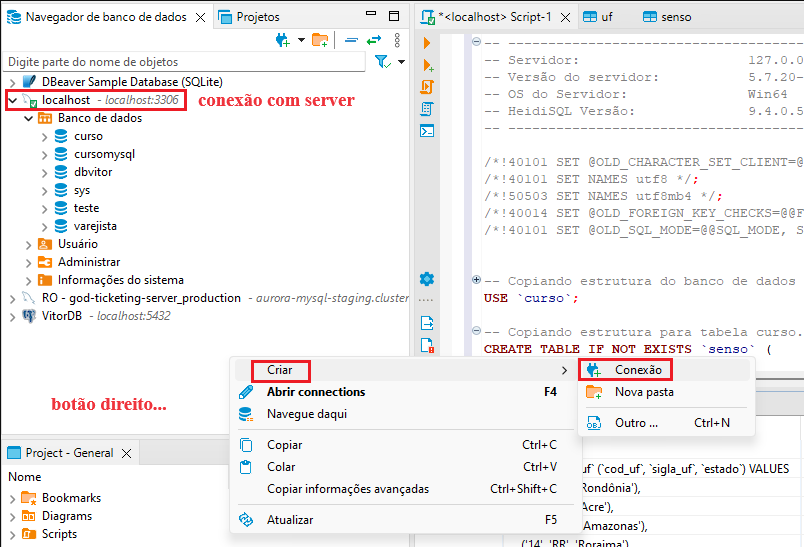 Navegador de banco de dados
Projetos
Digite parte do nome de objetos
DBeaver Sample Database (SQLite)
localhost - localhost:3306
conexão com server
Banco de dados
curso
cursomysql
dbvitor
sys
teste
varejista
Usuário
Administrar
Informações do sistema
RO - god-ticketing-server_production - aurora-mysql-staging.cluster
VitorDB - localhost:5432
botão direito...
Project - General
Nome
Bookmarks
Diagrams
Scripts
*<localhost> Script-1
uf
senso
-- --------------------------------
-- Servidor: 127.0.0
-- Versão do servidor: 5.7.20-
-- OS do Servidor: Win64
-- HeidiSQL Versão: 9.4.0.5
-- --------------------------------
/*!40101 SET @OLD_CHARACTER_SET_CLIENT=@
/*!40101 SET NAMES utf8 */;
/*!50503 SET NAMES utf8mb4 */;
/*!40014 SET @OLD_FOREIGN_KEY_CHECKS=@@F
/*!40101 SET @OLD_SQL_MODE=@@SQL_MODE, S
-- Copiando estrutura do banco de dados
USE `curso`;
-- Copiando estrutura para tabela curso.
CREATE TABLE IF NOT EXISTS `senso` (
Criar
Abrir connections F4
Navegue daqui
Copiar Ctrl+C
Colar Ctrl+V
Copiar informações avançadas Ctrl+Shift+C
Atualizar F5
Conexão
Nova pasta
Outro ... Ctrl+N
uf` (`cod_uf`, `sigla_uf`, `estado`) VALUES
Rondônia'),
Acre'),
Amazonas'),
('14', 'RR', 'Roraima'),